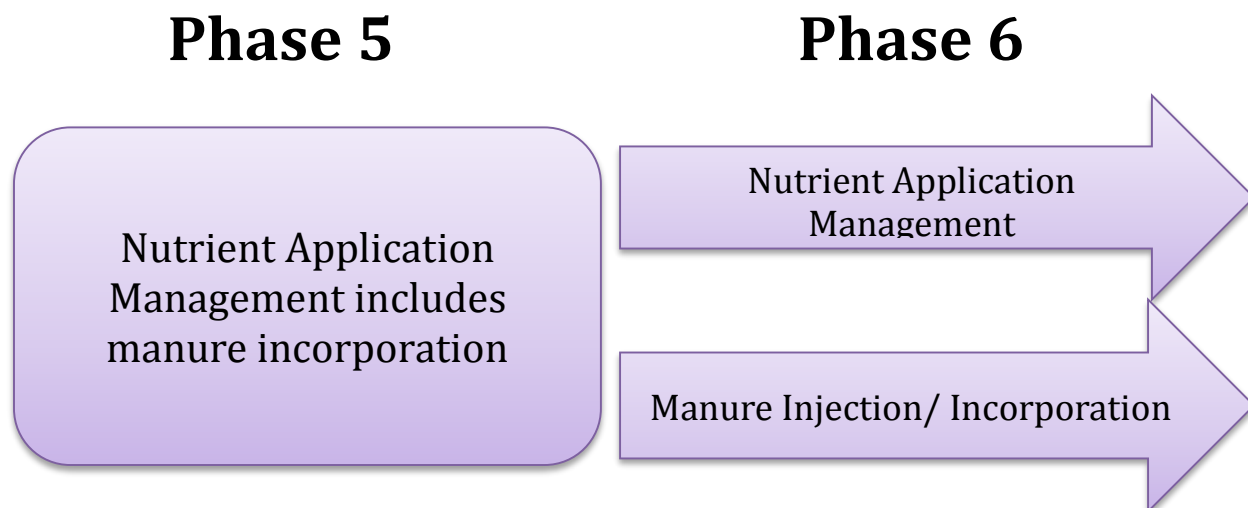 Phase 5
Phase 6
Nutrient Application
Management includes
manure incorporation
Nutrient Application
Management
Manure Injection/ Incorporation